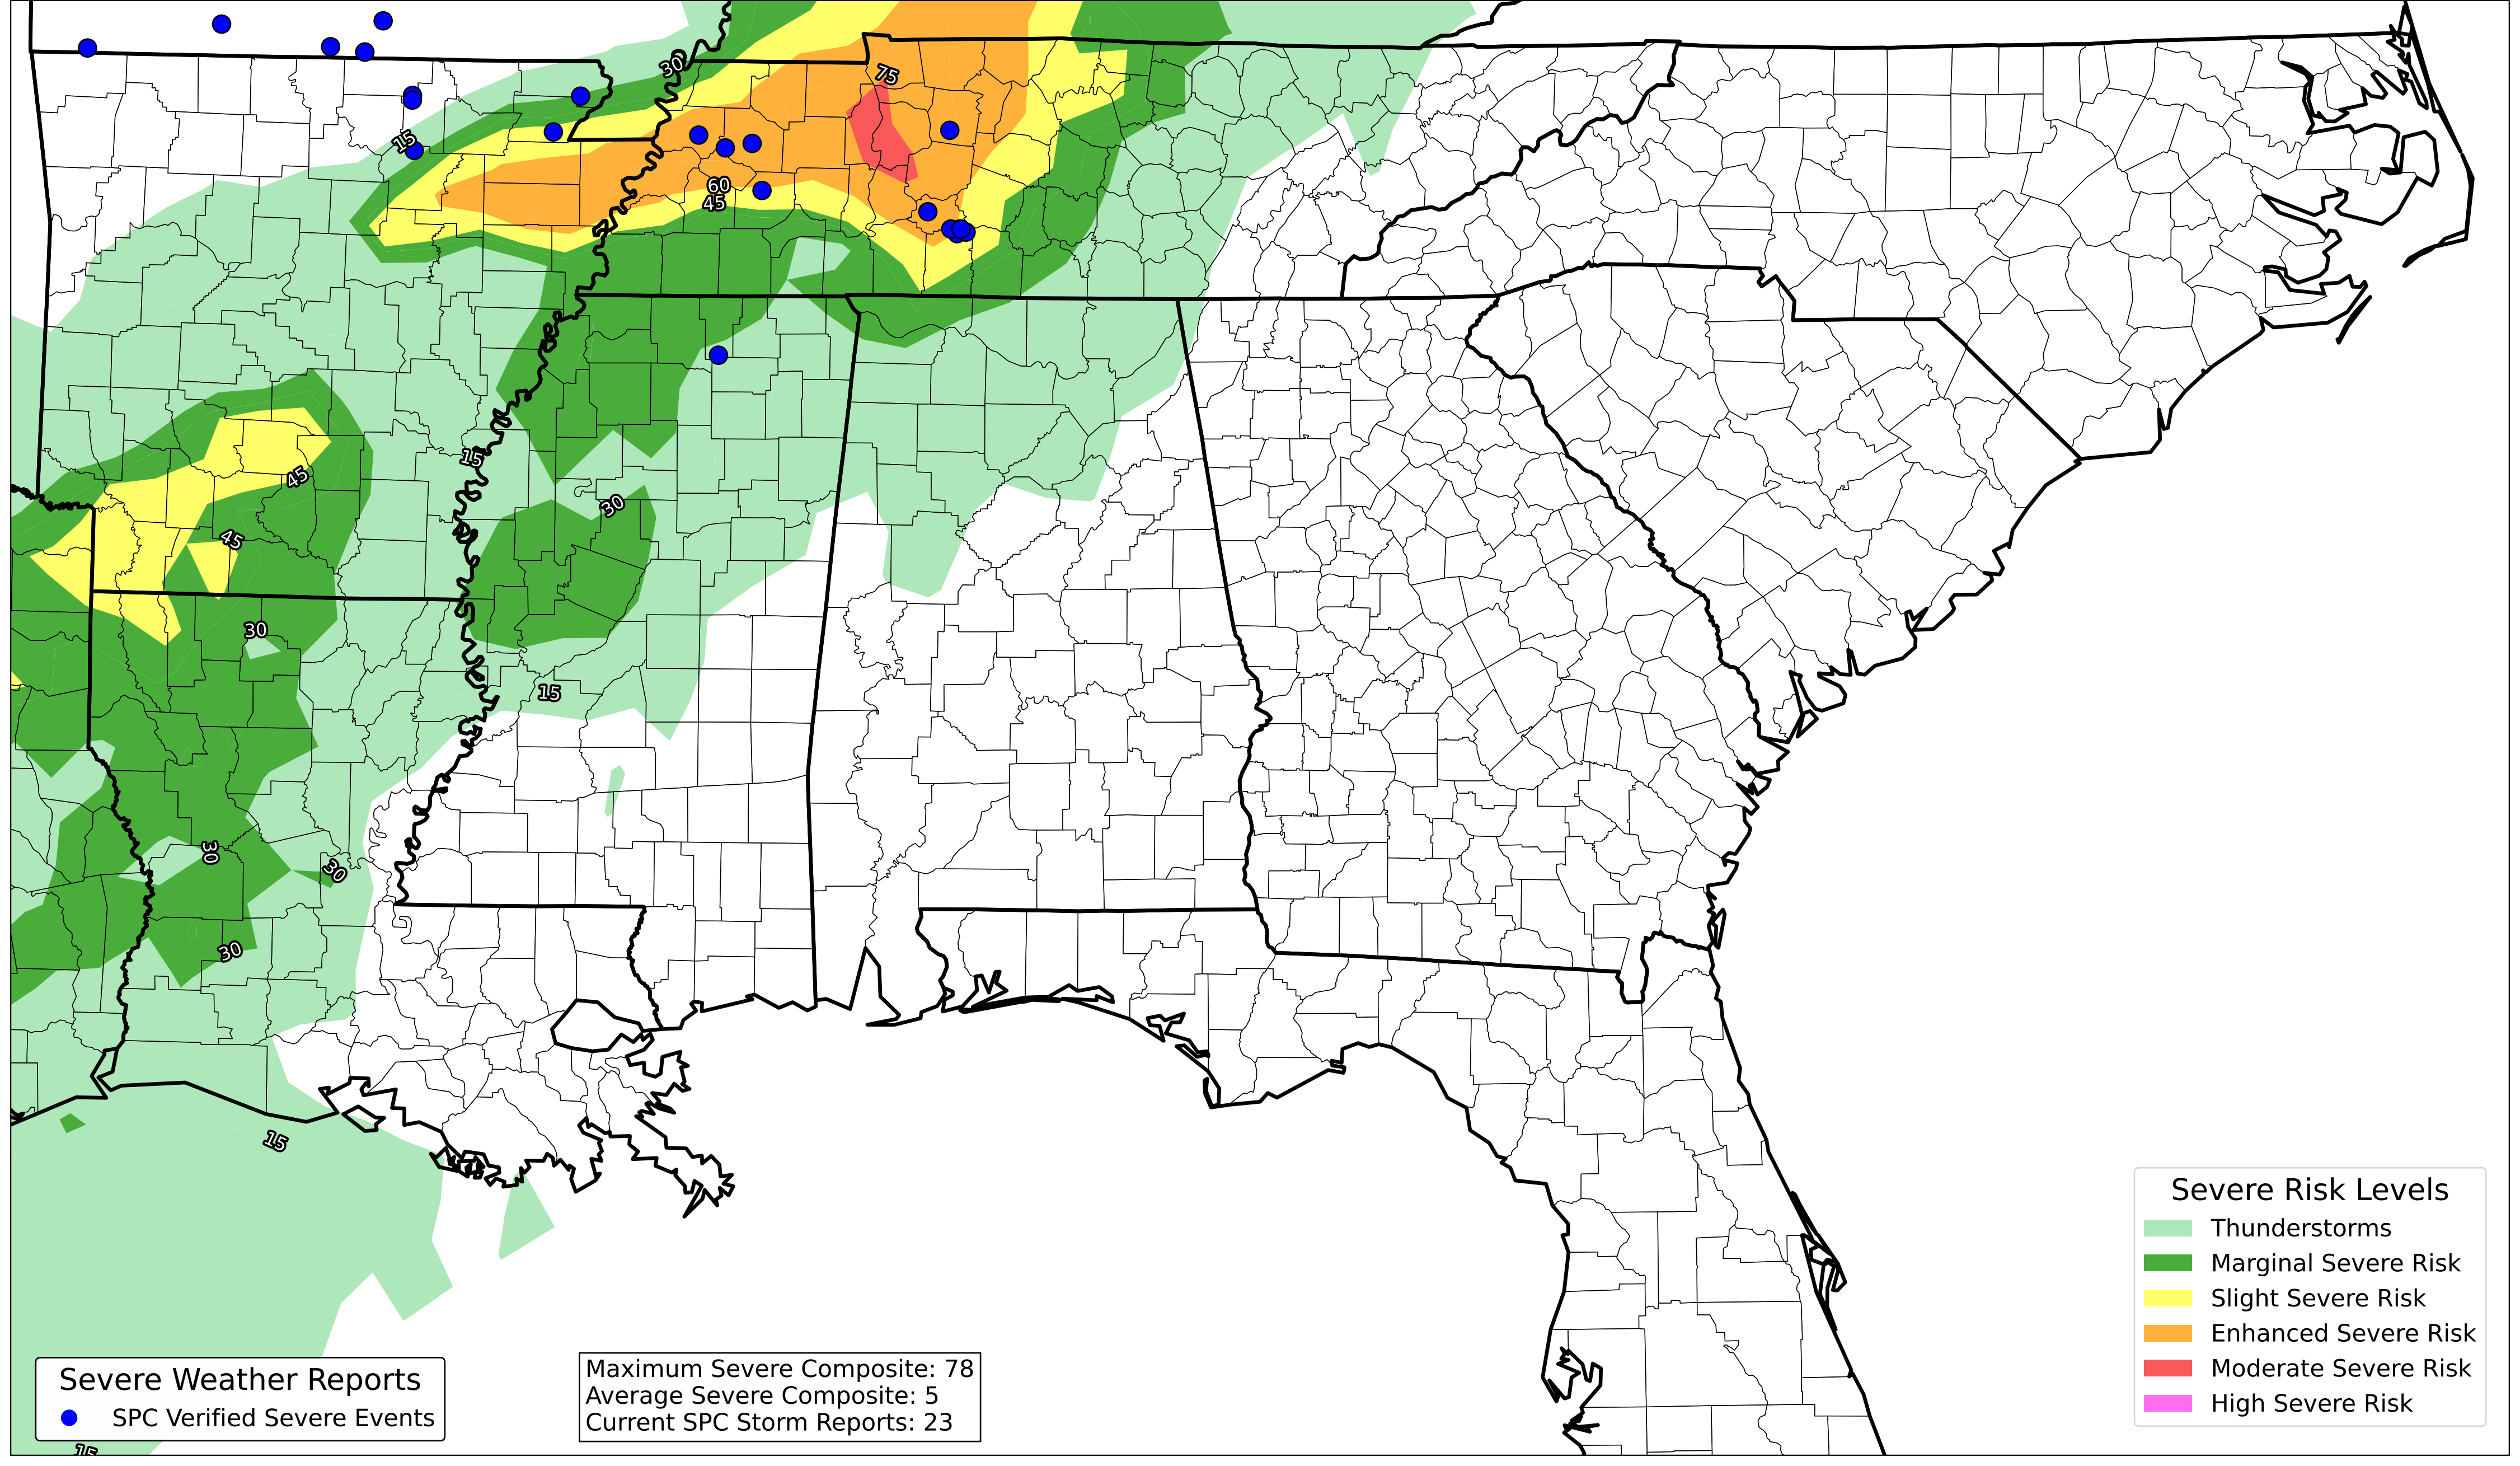 30
75
15
60
45
15
45
30
45
30
15
30
30
30
15
15
Severe Risk Levels
Thunderstorms
Marginal Severe Risk
Slight Severe Risk
Enhanced Severe Risk
Moderate Severe Risk
High Severe Risk
Severe Weather Reports
SPC Verified Severe Events
Maximum Severe Composite: 78
Average Severe Composite: 5
Current SPC Storm Reports: 23